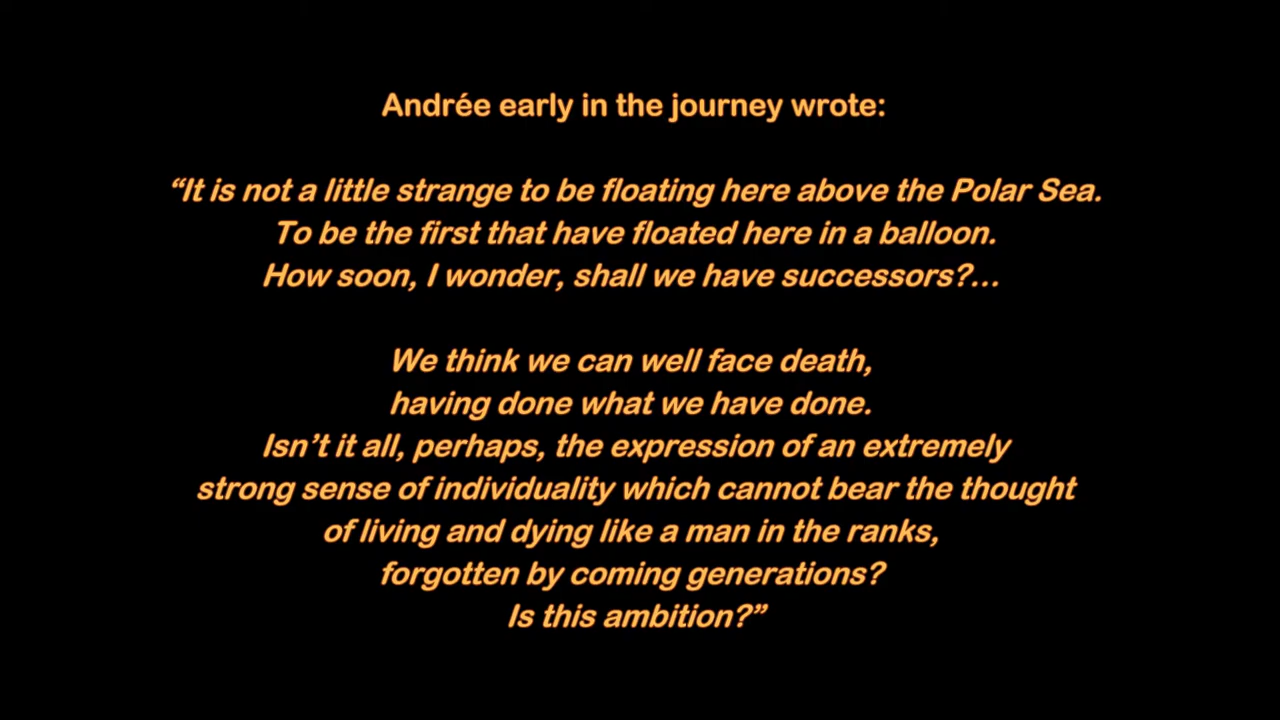 Andrée early in the journey wrote:
“It is not a little strange to be floating here above the Polar Sea.
To be the first that have floated here in a balloon.
How soon, I wonder, shall we have successors?...
We think we can well face death,
having done what we have done.
Isn’t it all, perhaps, the expression of an extremely
strong sense of individuality which cannot bear the thought
of living and dying like a man in the ranks,
forgotten by coming generations?
Is this ambition?”